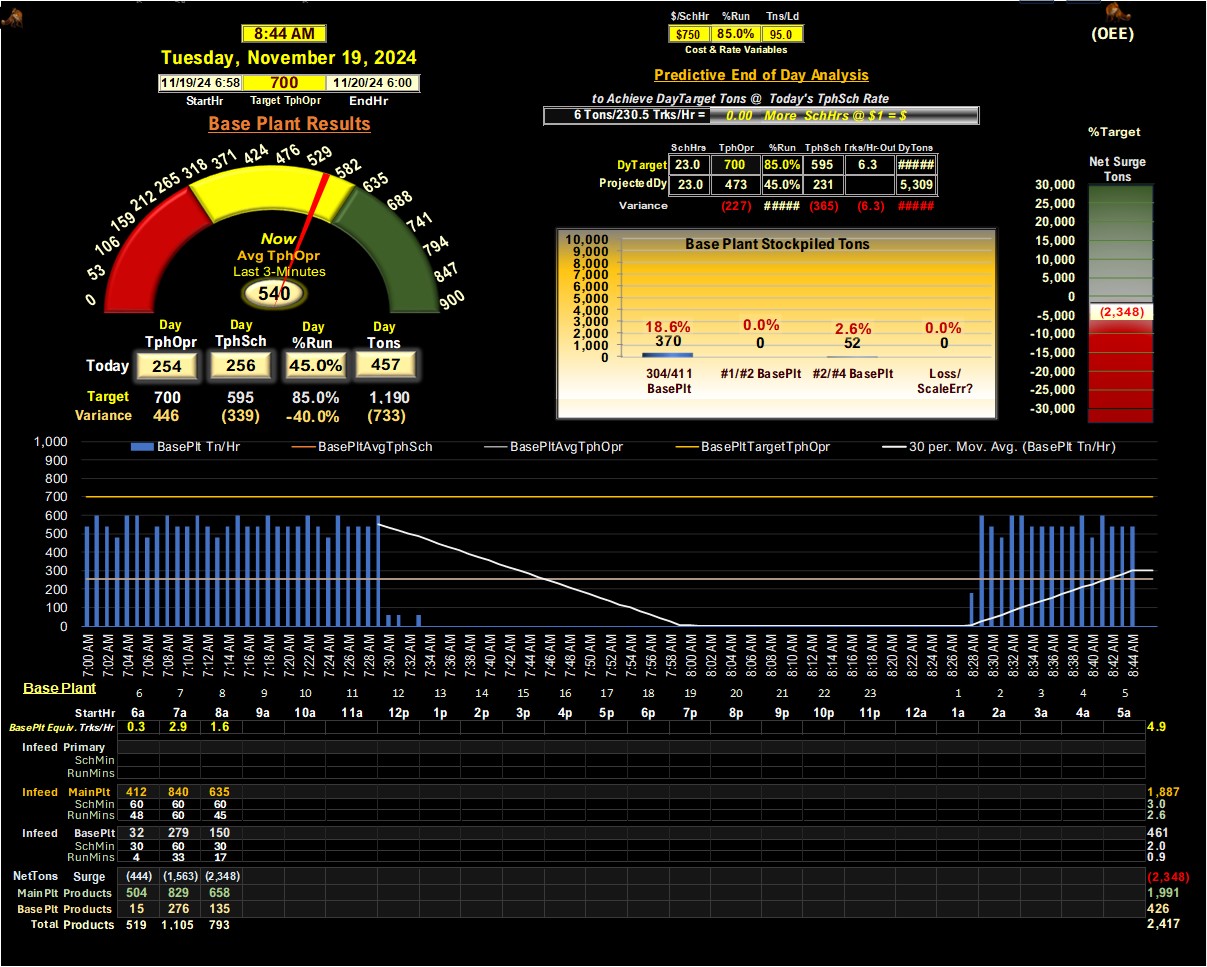 8:44 AM
Tuesday, November 19, 2024
11/19/24 6:58 700 11/20/24 6:00
StartHr Target TphOpr EndHr
Base Plant Results
0 53 106 159 212 265 318 371 424 476 529 582 635 688 741 794 847 900
Now
Avg TphOpr
Last 3-Minutes
540
Day Day Day Day
TphOpr TphSch %Run Tons
Today 254 256 45.0% 457
Target 700 595 85.0% 1,190
Variance 446 (339) -40.0% (733)
$/SchHr %Run Tns/Ld
$750 85.0% 95.0
Cost & Rate Variables
Predictive End of Day Analysis
to Achieve DayTarget Tons @ Today's TphSch Rate
6 Tons/230.5 Trks/Hr = 0.00 More SchHrs @ $1 = $
SchHrs TphOpr %Run TphSch Trks/Hr-Out DyTons
DyTarget 23.0 700 85.0% 595 6.3 #####
ProjectedDy 23.0 473 45.0% 231 5,309
Variance (227) ##### (365) (6.3) #####
Base Plant Stockpiled Tons
10,000
9,000
8,000
7,000
6,000
5,000
4,000
3,000
2,000
1,000
0
18.6% 0.0% 2.6% 0.0%
370 0 52 0
304/411 BasePlt #1/#2 BasePlt #2/#4 BasePlt Loss/ScaleErr?
(OEE)
%Target
Net Surge
Tons
30,000
25,000
20,000
15,000
10,000
5,000
0
-5,000
-10,000
-15,000
-20,000
-25,000
-30,000
(2,348)
BasePlt Tn/Hr BasePltAvgTphSch BasePltAvgTphOpr BasePltTargetTphOpr 30 per. Mov. Avg. (BasePlt Tn/Hr)
1,000
900
800
700
600
500
400
300
200
100
0
7:00 AM 7:02 AM 7:04 AM 7:06 AM 7:08 AM 7:10 AM 7:12 AM 7:14 AM 7:16 AM 7:18 AM 7:20 AM 7:22 AM 7:24 AM 7:26 AM 7:28 AM 7:32 AM 7:34 AM 7:36 AM 7:38 AM 7:40 AM 7:42 AM 7:44 AM 7:46 AM 7:48 AM 7:50 AM 7:52 AM 7:54 AM 7:56 AM 7:58 AM 8:02 AM 8:04 AM 8:06 AM 8:08 AM 8:10 AM 8:12 AM 8:14 AM 8:16 AM 8:18 AM 8:20 AM 8:22 AM 8:24 AM 8:26 AM 8:28 AM 8:30 AM 8:32 AM 8:34 AM 8:36 AM 8:38 AM 8:40 AM 8:42 AM 8:44 AM
Base Plant 6 7 8 9 10 11 12 13 14 15 16 17 18 19 20 21 22 23 1 2 3 4 5
StartHr 6a 7a 8a 9a 10a 11a 12p 1p 2p 3p 4p 5p 6p 7p 8p 9p 10p 11p 12a 1a 2a 3a 4a 5a
BasePlt Equiv. Trks/Hr 0.3 2.9 1.6 4.9
Infeed Primary
SchMin
RunMins
Infeed MainPlt 412 840 635 1,887
SchMin 60 60 60 3.0
RunMins 48 60 45 2.6
Infeed BasePlt 32 279 150 461
SchMin 30 60 30 2.0
RunMins 4 33 17 0.9
NetTons Surge (444) (1,563) (2,348) (2,348)
MainPlt Products 504 829 658 1,991
BasePlt Products 15 276 135 426
Total Products 519 1,105 793 2,417